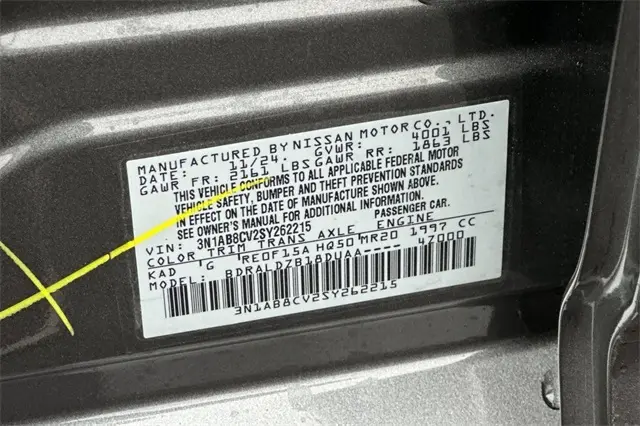 MANUFACTURED BY NISSAN MOTOR CO., LTD.
DATE: 11/24. GVWR: 4001 LBS
GAWR FR: 2161 LBS GAWR RR: 1863 LBS
THIS VEHICLE CONFORMS TO ALL APPLICABLE FEDERAL MOTOR
VEHICLE SAFETY, BUMPER AND THEFT PREVENTION STANDARDS
IN EFFECT ON THE DATE OF MANUFACTURE SHOWN ABOVE.
SEE OWNER'S MANUAL FOR ADDITIONAL INFORMATION.
VIN: 3N1AB8CV2SY262215 PASSENGER CAR.
COLOR TRIM TRANS AXLE ENGINE
KAD G RE0F15A HQ50 MR20 1997 CC
MODEL: BDRALDZB18DUAA---- 47000
3N1AB8CV2SY262215